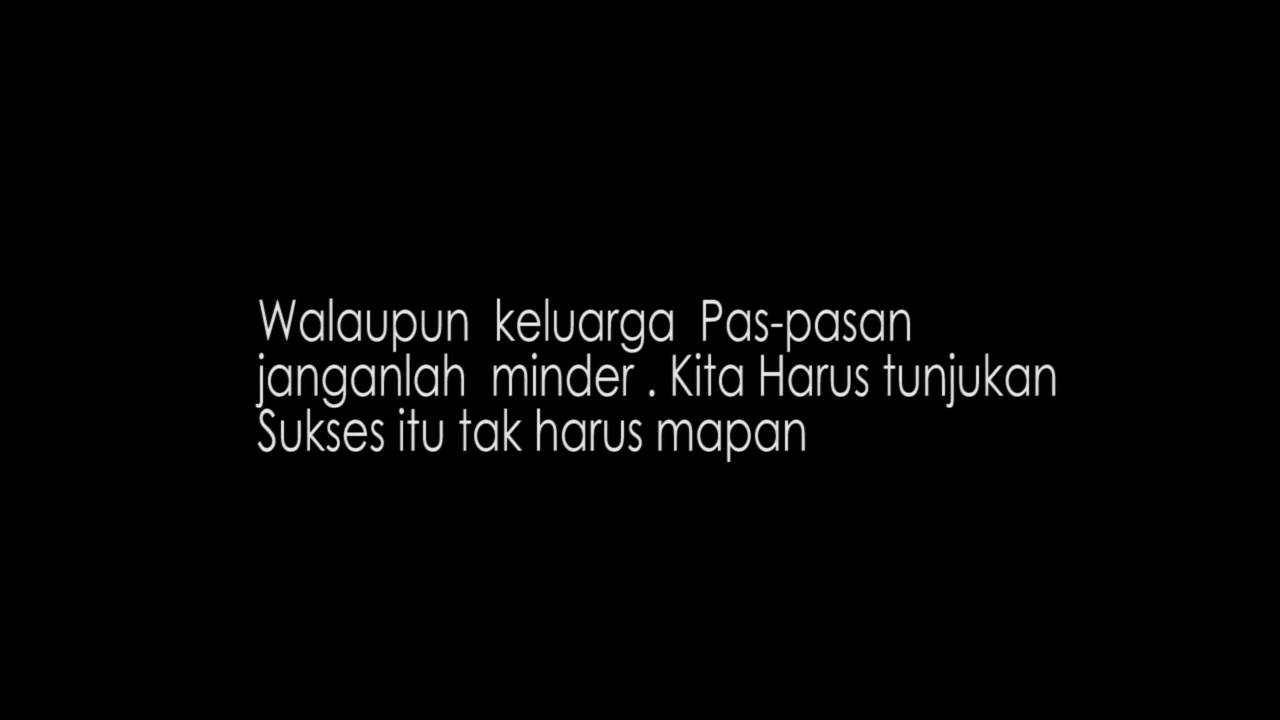 Walaupun keluarga Pas-pasan
janganlah minder . Kita Harus tunjukan
Sukses itu tak harus mapan